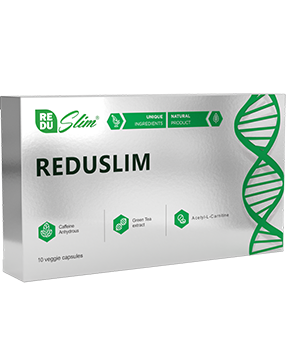 RE
DU
Slim®
UNIQUE
INGREDIENTS
NATURAL
PRODUCT
REDUSLIM
Caffeine
Anhydrous
Green Tea
extract
Acetyl-L-Carnitine
10 veggie capsules